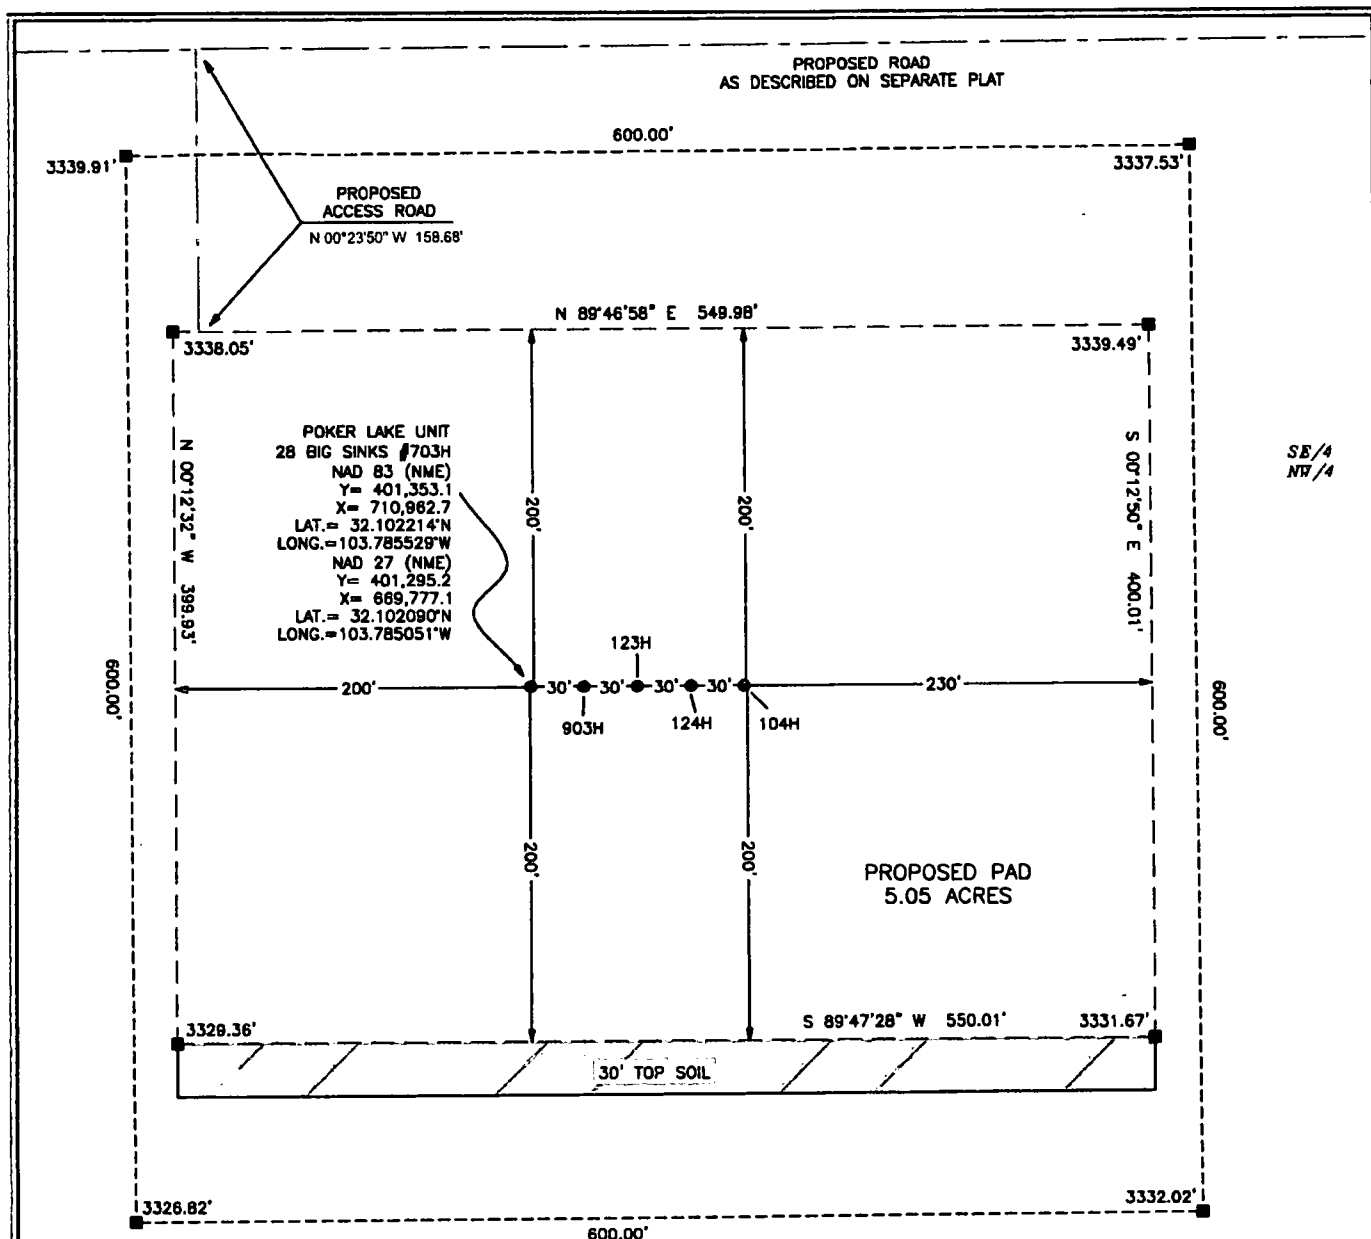 PROPOSED ROAD
AS DESCRIBED ON SEPARATE PLAT
600.00'
3339.91'
3337.53'
PROPOSED
ACCESS ROAD
N 00°23'50" W 158.68'
N 89°46'58" E 549.98'
3338.05'
3339.49'
POKER LAKE UNIT
28 BIG SINKS #703H
NAD 83 (NME)
Y= 401,353.1
X= 710,962.7
LAT.= 32.102214°N
LONG.=103.785529°W
NAD 27 (NME)
Y= 401,295.2
X= 669,777.1
LAT.= 32.102090°N
LONG.=103.785051°W
N 00°12'32" W 399.93'
S 00°12'50" E 400.01'
SE/4
NW/4
200'
200'
123H
600.00'
200'
30'
30'
30'
30'
230'
600.00'
903H
124H
104H
200'
200'
PROPOSED PAD
5.05 ACRES
3329.36'
S 89°47'28" W 550.01'
3331.67'
30' TOP SOIL
3326.82'
3332.02'
600.00'